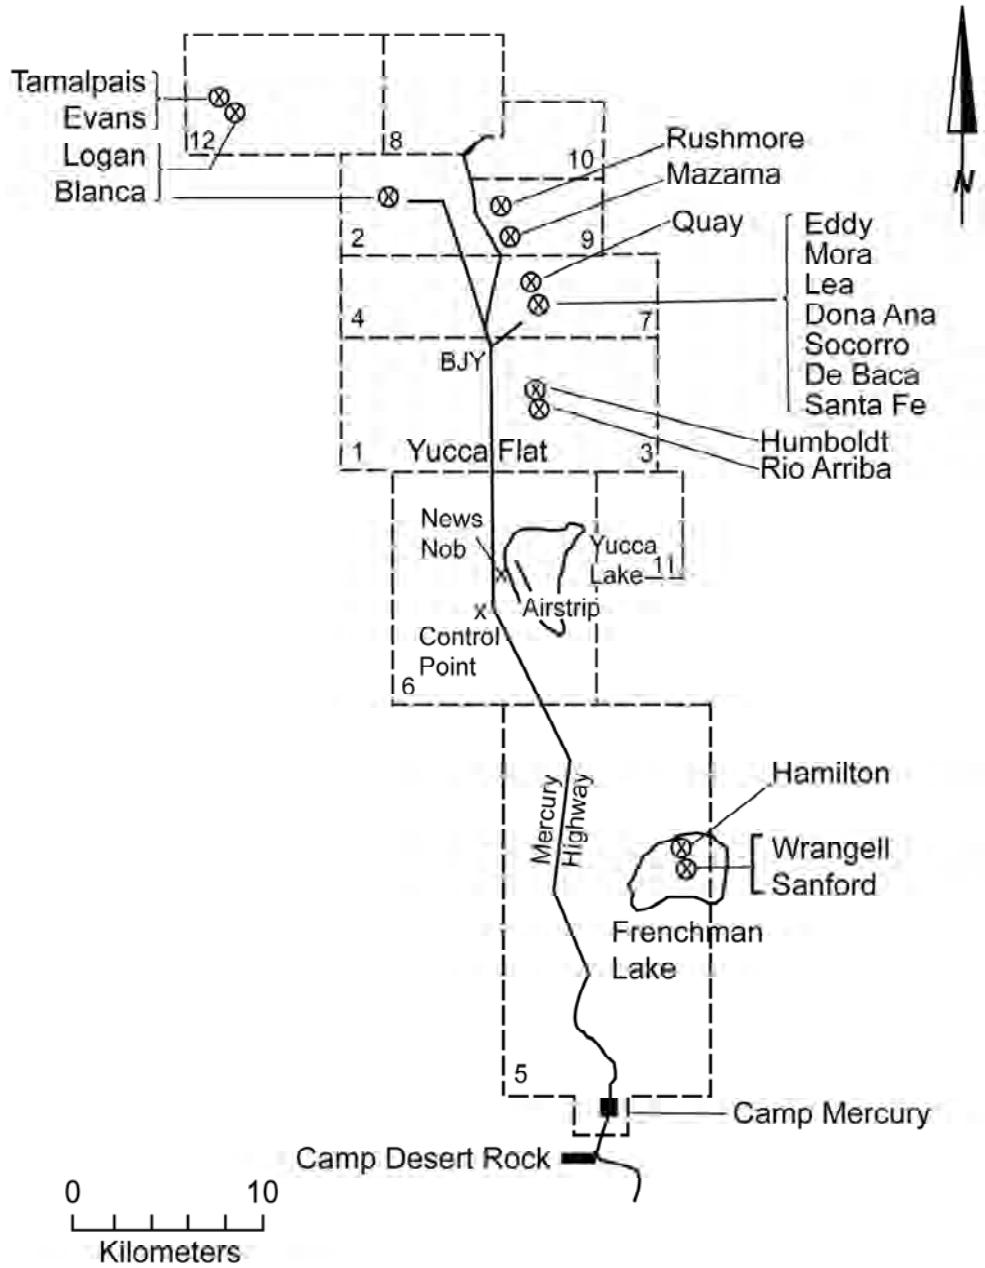 Tamalpais
Evans
Logan
Blanca
12
8
10
Rushmore
Mazama
N
2
9
Quay
Eddy
Mora
Lea
Dona Ana
Socorro
De Baca
Santa Fe
4
7
BJY
Humboldt
Rio Arriba
1
Yucca Flat
3
News
Nob
Yucca
Lake
11
Airstrip
Control
Point
6
Mercury
Highway
Hamilton
Wrangell
Sanford
Frenchman
Lake
5
Camp Mercury
Camp Desert Rock
0 10
Kilometers